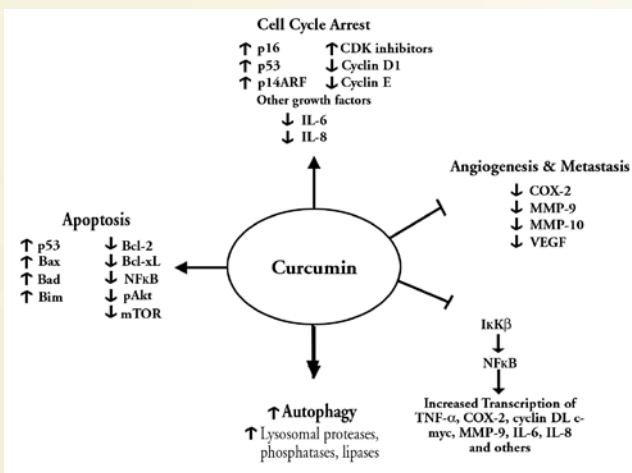 Cell Cycle Arrest
↑ p16 ↑ CDK inhibitors
↑ p53 ↓ Cyclin D1
↑ p14ARF ↓ Cyclin E
Other growth factors
↓ IL-6
↓ IL-8
Angiogenesis & Metastasis
↓ COX-2
↓ MMP-9
↓ MMP-10
↓ VEGF
Apoptosis
↑ p53 ↓ Bcl-2
↑ Bax ↓ Bcl-xL
↑ Bad ↓ NFκB
↑ Bim ↓ pAkt
↓ mTOR
Curcumin
IκKβ
↓
NFκB
↓
Increased Transcription of
TNF-α, COX-2, cyclin DL c-
myc, MMP-9, IL-6, IL-8
and others
↑ Autophagy
↑ Lysosomal proteases,
phosphatases, lipases